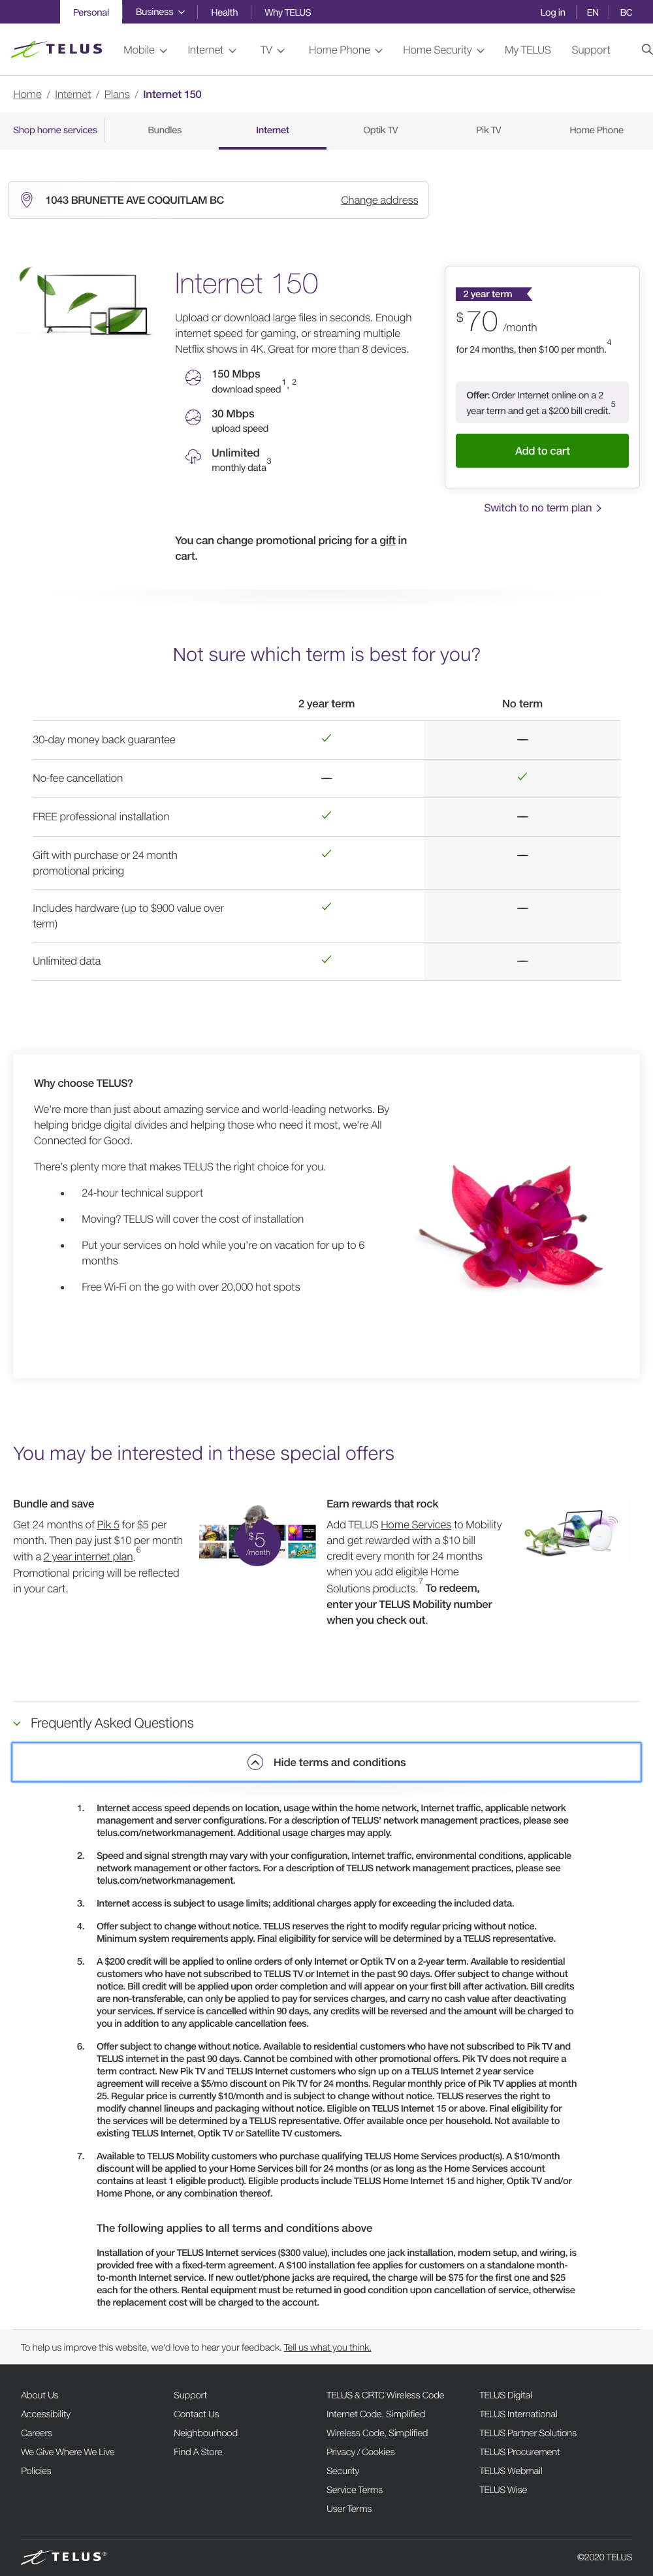 Personal
Business
Health
Why TELUS
Log in
EN
BC
TELUS
Mobile
Internet
TV
Home Phone
Home Security
My TELUS
Support
Home / Internet / Plans / Internet 150
Shop home services
Bundles
Internet
Optik TV
Pik TV
Home Phone
1043 BRUNETTE AVE COQUITLAM BC
Change address
Internet 150
Upload or download large files in seconds. Enough
internet speed for gaming, or streaming multiple
Netflix shows in 4K. Great for more than 8 devices.
150 Mbps
download speed1, 2
30 Mbps
upload speed
Unlimited
monthly data3
You can change promotional pricing for a gift in
cart.
2 year term
$70 /month
for 24 months, then $100 per month.4
Offer: Order Internet online on a 2
year term and get a $200 bill credit.5
Add to cart
Switch to no term plan
Not sure which term is best for you?
2 year term
No term
30-day money back guarantee
No-fee cancellation
FREE professional installation
Gift with purchase or 24 month
promotional pricing
Includes hardware (up to $900 value over
term)
Unlimited data
Why choose TELUS?
We're more than just about amazing service and world-leading networks. By
helping bridge digital divides and helping those who need it most, we're All
Connected for Good.
There's plenty more that makes TELUS the right choice for you.
• 24-hour technical support
• Moving? TELUS will cover the cost of installation
• Put your services on hold while you're on vacation for up to 6
months
• Free Wi-Fi on the go with over 20,000 hot spots
You may be interested in these special offers
Bundle and save
Get 24 months of Pik 5 for $5 per
month. Then pay just $10 per month
with a 2 year internet plan.6
Promotional pricing will be reflected
in your cart.
$5
/month
Earn rewards that rock
Add TELUS Home Services to Mobility
and get rewarded with a $10 bill
credit every month for 24 months
when you add eligible Home
Solutions products.7 To redeem,
enter your TELUS Mobility number
when you check out.
Frequently Asked Questions
Hide terms and conditions
1. Internet access speed depends on location, usage within the home network, Internet traffic, applicable network
management and server configurations. For a description of TELUS' network management practices, please see
telus.com/networkmanagement. Additional usage charges may apply.
2. Speed and signal strength may vary with your configuration, Internet traffic, environmental conditions, applicable
network management or other factors. For a description of TELUS network management practices, please see
telus.com/networkmanagement.
3. Internet access is subject to usage limits; additional charges apply for exceeding the included data.
4. Offer subject to change without notice. TELUS reserves the right to modify regular pricing without notice.
Minimum system requirements apply. Final eligibility for service will be determined by a TELUS representative.
5. A $200 credit will be applied to online orders of only Internet or Optik TV on a 2-year term. Available to residential
customers who have not subscribed to TELUS TV or Internet in the past 90 days. Offer subject to change without
notice. Bill credit will be applied upon order completion and will appear on your first bill after activation. Bill credits
are non-transferable, can only be applied to pay for services charges, and carry no cash value after deactivating
your services. If service is cancelled within 90 days, any credits will be reversed and the amount will be charged to
you in addition to any applicable cancellation fees.
6. Offer subject to change without notice. Available to residential customers who have not subscribed to Pik TV and
TELUS internet in the past 90 days. Cannot be combined with other promotional offers. Pik TV does not require a
term contract. New Pik TV and TELUS Internet customers who sign up on a TELUS Internet 2 year service
agreement will receive a $5/mo discount on Pik TV for 24 months. Regular monthly price of Pik TV applies at month
25. Regular price is currently $10/month and is subject to change without notice. TELUS reserves the right to
modify channel lineups and packaging without notice. Eligible on TELUS Internet 15 or above. Final eligibility for
the services will be determined by a TELUS representative. Offer available once per household. Not available to
existing TELUS Internet, Optik TV or Satellite TV customers.
7. Available to TELUS Mobility customers who purchase qualifying TELUS Home Services product(s). A $10/month
discount will be applied to your Home Services bill for 24 months (or as long as the Home Services account
contains at least 1 eligible product). Eligible products include TELUS Home Internet 15 and higher, Optik TV and/or
Home Phone, or any combination thereof.
The following applies to all terms and conditions above
Installation of your TELUS Internet services ($300 value), includes one jack installation, modem setup, and wiring, is
provided free with a fixed-term agreement. A $100 installation fee applies for customers on a standalone month-
to-month Internet service. If new outlet/phone jacks are required, the charge will be $75 for the first one and $25
each for the others. Rental equipment must be returned in good condition upon cancellation of service, otherwise
the replacement cost will be charged to the account.
To help us improve this website, we'd love to hear your feedback. Tell us what you think.
About Us
Accessibility
Careers
We Give Where We Live
Policies
Support
Contact Us
Neighbourhood
Find A Store
TELUS & CRTC Wireless Code
Internet Code, Simplified
Wireless Code, Simplified
Privacy / Cookies
Security
Service Terms
User Terms
TELUS Digital
TELUS International
TELUS Partner Solutions
TELUS Procurement
TELUS Webmail
TELUS Wise
TELUS®
©2020 TELUS